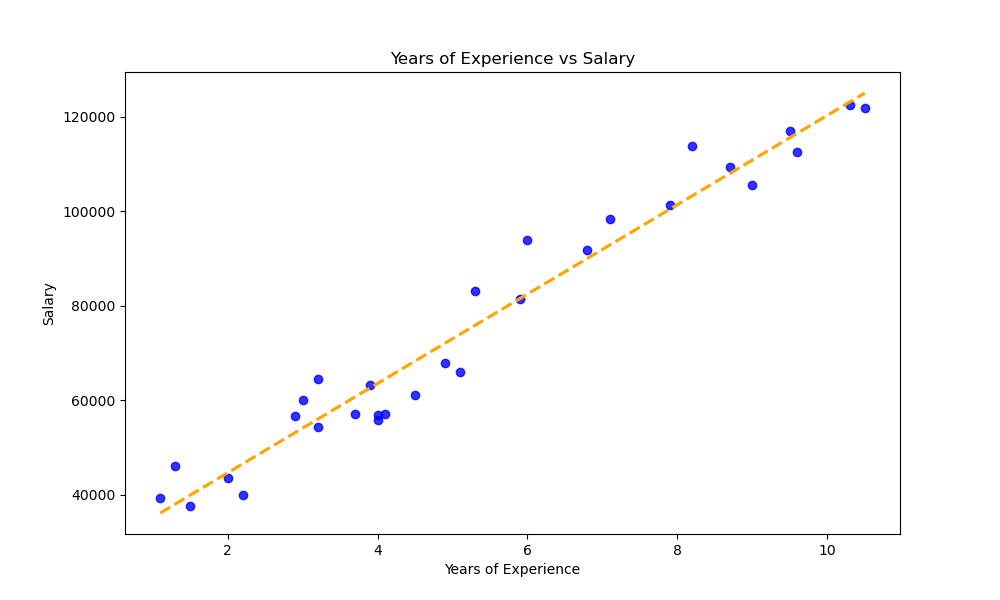 Years of Experience vs Salary
120000
100000
80000
60000
40000
Salary
2 4 6 8 10
Years of Experience